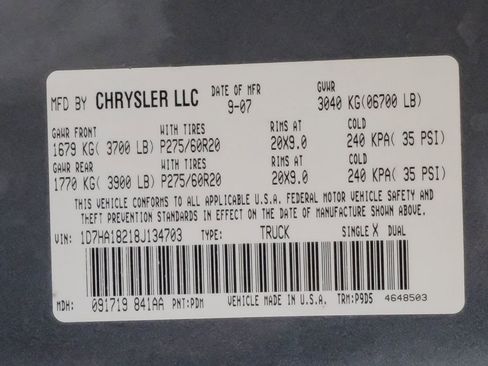 MFD BY CHRYSLER LLC DATE OF MFR GVWR
9-07 3040 KG(06700 LB)
GAWR FRONT WITH TIRES RIMS AT COLD
1679 KG( 3700 LB) P275/60R20 20X9.0 240 KPA( 35 PSI)
GAWR REAR WITH TIRES RIMS AT COLD
1770 KG( 3900 LB) P275/60R20 20X9.0 240 KPA( 35 PSI)
THIS VEHICLE CONFORMS TO ALL APPLICABLE U.S.A. FEDERAL MOTOR VEHICLE SAFETY AND
THEFT PREVENTION STANDARDS IN EFFECT ON THE DATE OF MANUFACTURE SHOWN ABOVE.
VIN: 1D7HA18218J134703 TYPE: TRUCK SINGLE X DUAL
MDH: 091719 841AA PNT:PDM VEHICLE MADE IN U.S.A. TRM:P9D5 4648503